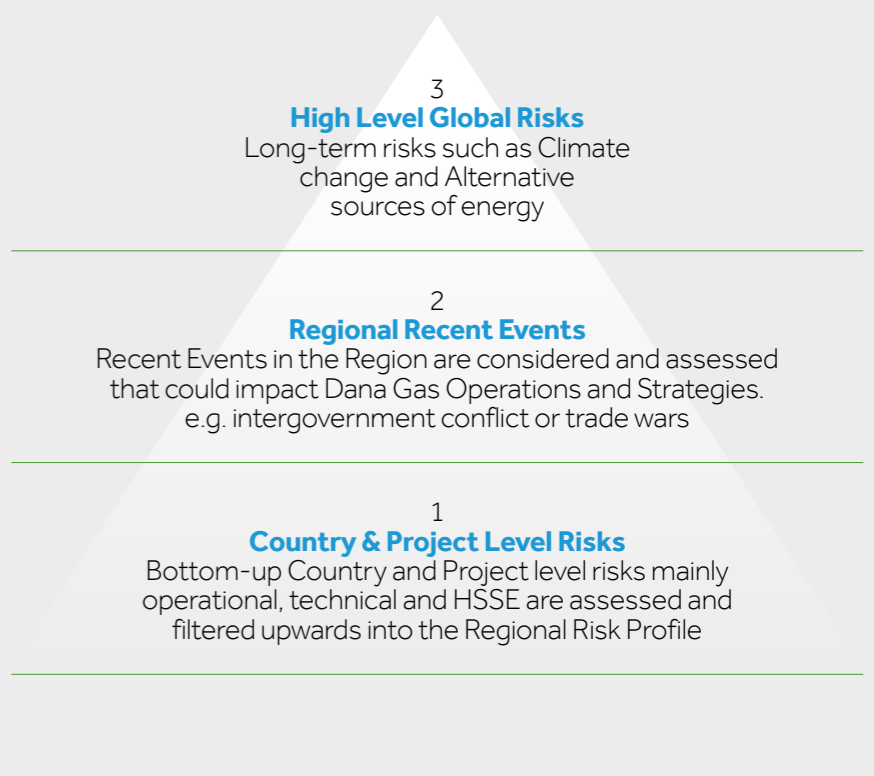 3
High Level Global Risks
Long-term risks such as Climate
change and Alternative
sources of energy
2
Regional Recent Events
Recent Events in the Region are considered and assessed
that could impact Dana Gas Operations and Strategies.
e.g. intergovernment conflict or trade wars
1
Country & Project Level Risks
Bottom-up Country and Project level risks mainly
operational, technical and HSSE are assessed and
filtered upwards into the Regional Risk Profile